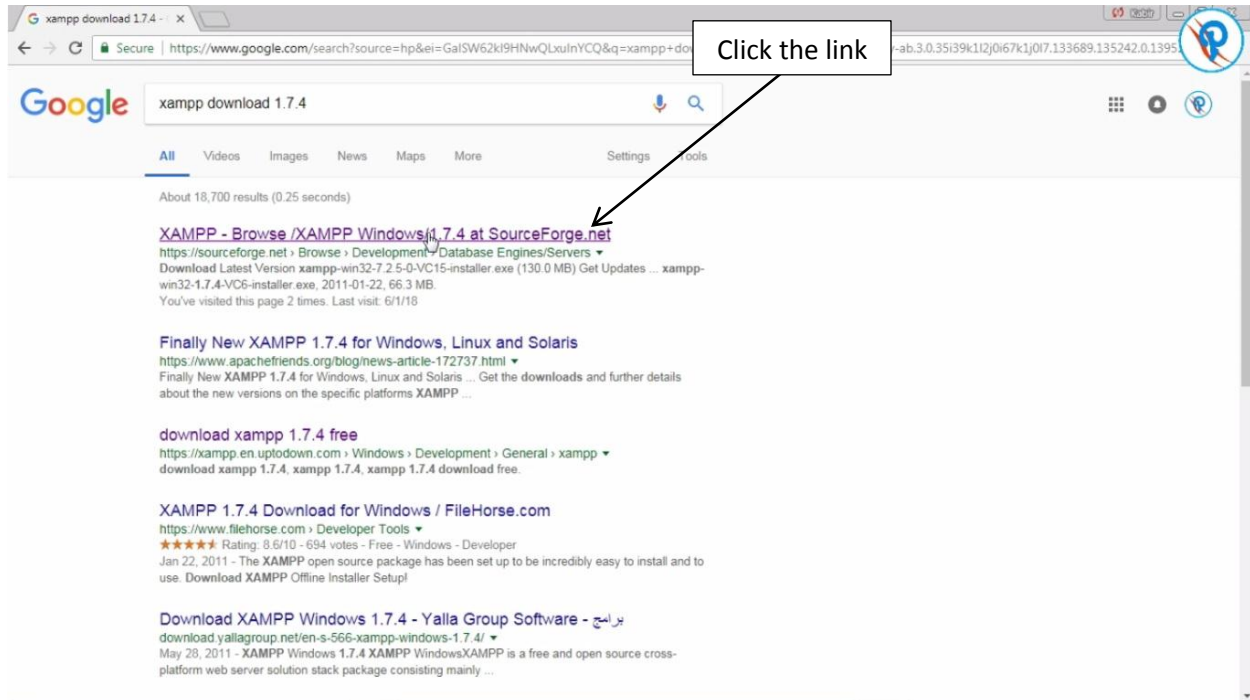 xampp download 1.7.4 -
Secure | https://www.google.com/search?source=hp&ei=
Click the link
Google
xampp download 1.7.4
All Videos Images News Maps More Settings Tools
About 18,700 results (0.25 seconds)
XAMPP - Browse /XAMPP Windows/1.7.4 at SourceForge.net
https://sourceforge.net › Browse › Development › Database Engines/Servers
Download Latest Version xampp-win32-7.2.5-0-VC15-installer.exe (130.0 MB) Get Updates ... xampp-
win32-1.7.4-VC6-installer.exe, 2011-01-22, 66.3 MB.
You've visited this page 2 times. Last visit: 6/1/18
Finally New XAMPP 1.7.4 for Windows, Linux and Solaris
https://www.apachefriends.org/blog/news-article-172737.html
Finally New XAMPP 1.7.4 for Windows, Linux and Solaris ... Get the downloads and further details
about the new versions on the specific platforms XAMPP ...
download xampp 1.7.4 free
https://xampp.en.uptodown.com › Windows › Development › General › xampp
download xampp 1.7.4, xampp 1.7.4, xampp 1.7.4 download free.
XAMPP 1.7.4 Download for Windows / FileHorse.com
https://www.filehorse.com › Developer Tools
Rating: 8.6/10 - 694 votes - Free - Windows - Developer
Jan 22, 2011 - The XAMPP open source package has been set up to be incredibly easy to install and to
use. Download XAMPP Offline Installer Setup!
Download XAMPP Windows 1.7.4 - Yalla Group Software - برامج
download.yallagroup.net/en-s-566-xampp-windows-1.7.4/
May 28, 2011 - XAMPP Windows 1.7.4 XAMPP WindowsXAMPP is a free and open source cross-
platform web server solution stack package consisting mainly ...